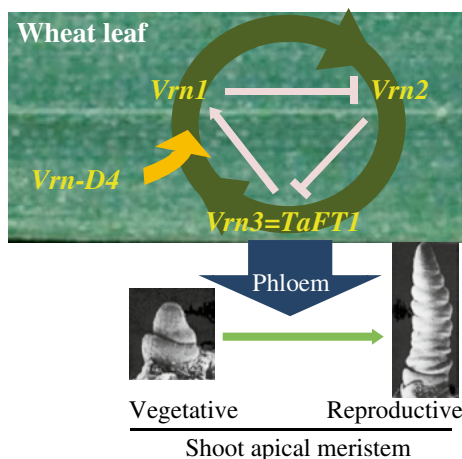 Wheat leaf
Vrn1
Vrn2
Vrn-D4
Vrn3=TaFT1
Phloem
Vegetative
Reproductive
Shoot apical meristem